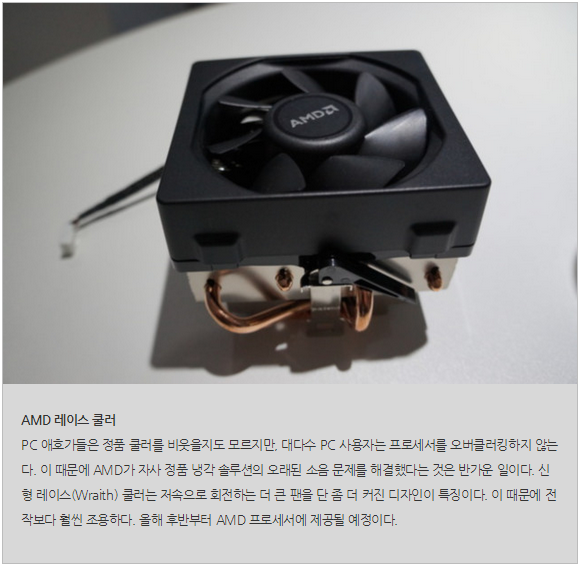 AMD
AMD 레이스 쿨러
PC 애호가들은 정품 쿨러를 비웃을지도 모르지만, 대다수 PC 사용자는 프로세서를 오버클러킹하지 않는
다. 이 때문에 AMD가 자사 정품 냉각 솔루션의 오래된 소음 문제를 해결했다는 것은 반가운 일이다. 신
형 레이스(Wraith) 쿨러는 저속으로 회전하는 더 큰 팬을 단 좀 더 커진 디자인이 특징이다. 이 때문에 전
작보다 훨씬 조용하다. 올해 후반부터 AMD 프로세서에 제공될 예정이다.